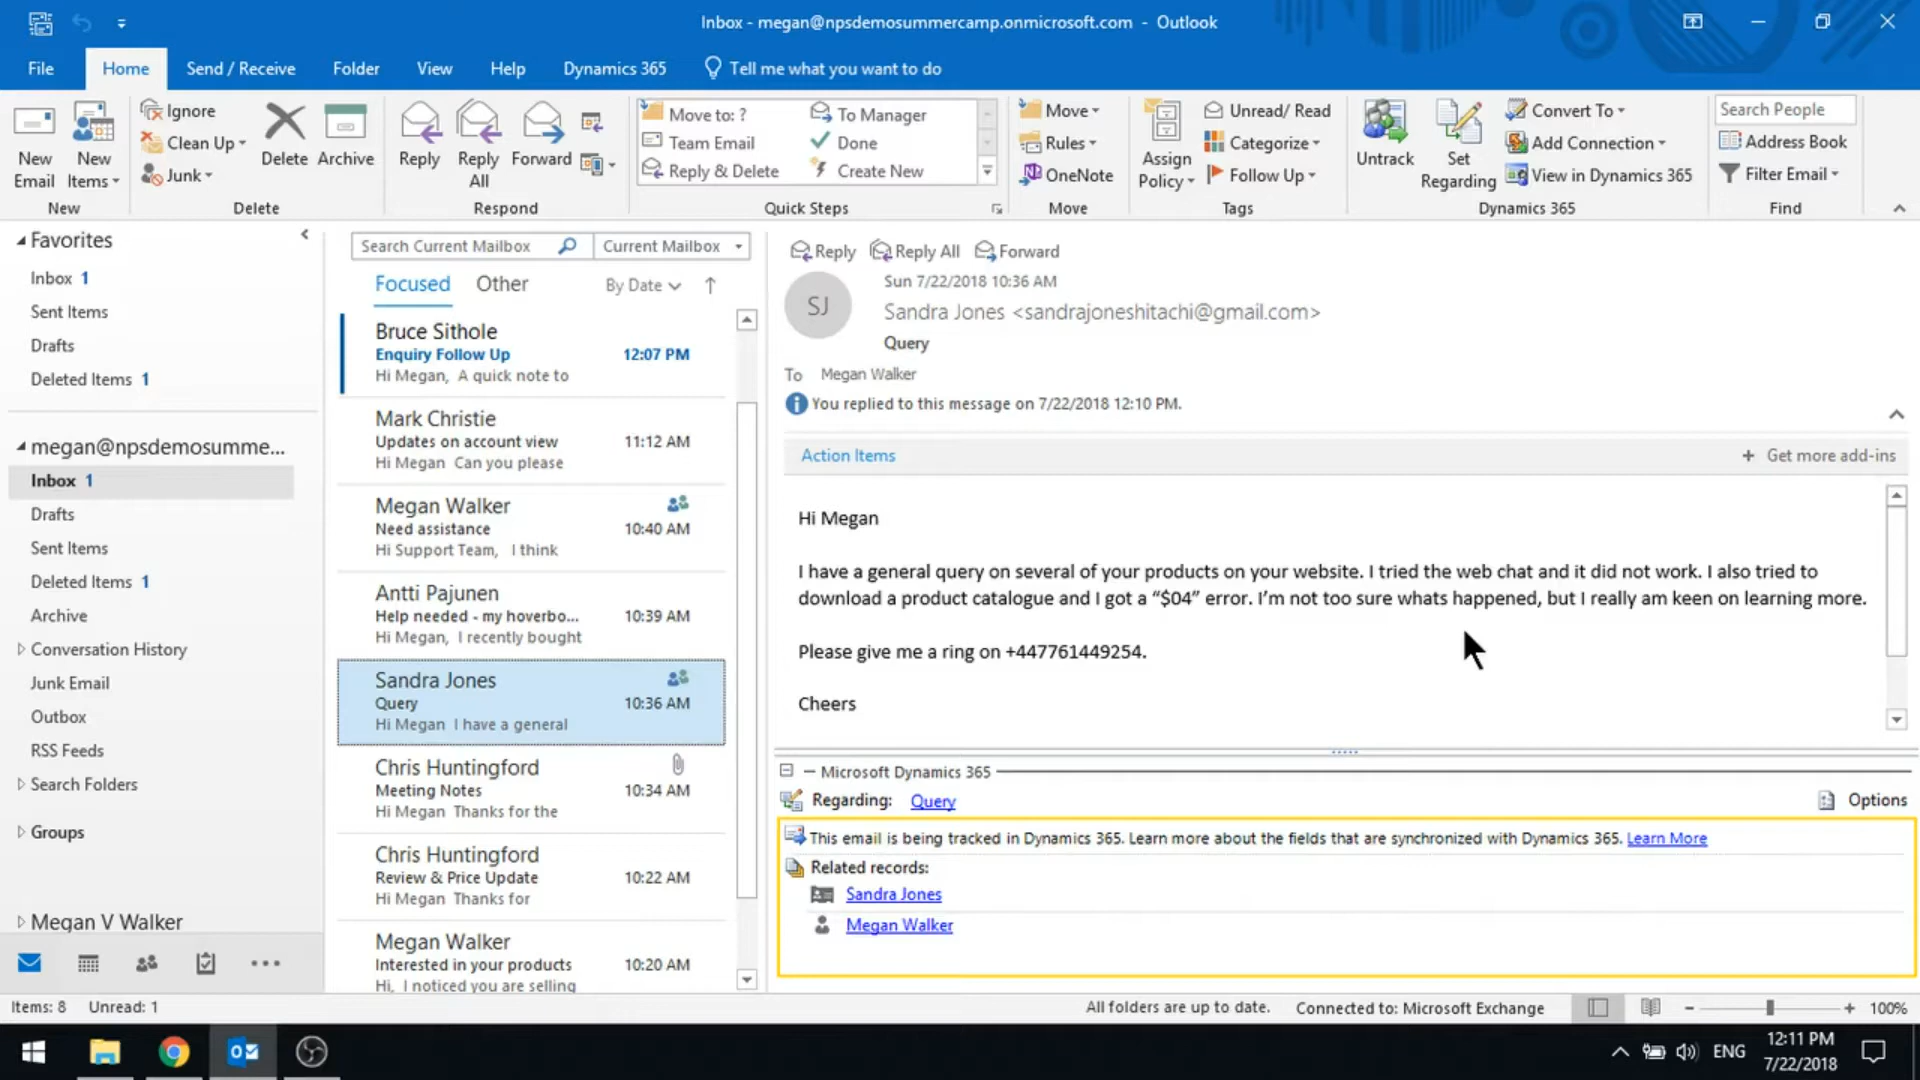 Inbox - megan@npsdemosummercamp.onmicrosoft.com - Outlook
File Home Send / Receive Folder View Help Dynamics 365 Tell me what you want to do
New Email
New Items
New
Ignore
Clean Up
Junk
Delete
Archive
Delete
Reply
Reply All
Forward
Respond
Move to: ?
Team Email
Reply & Delete
To Manager
Done
Create New
Quick Steps
Move
Rules
OneNote
Move
Assign Policy
Unread/ Read
Categorize
Follow Up
Tags
Untrack
Set Regarding
Convert To
Add Connection
View in Dynamics 365
Dynamics 365
Search People
Address Book
Filter Email
Find
Favorites
Inbox 1
Sent Items
Drafts
Deleted Items 1
megan@npsdemosumme...
Inbox 1
Drafts
Sent Items
Deleted Items 1
Archive
Conversation History
Junk Email
Outbox
RSS Feeds
Search Folders
Groups
Megan V Walker
Search Current Mailbox Current Mailbox
Focused Other By Date
Bruce Sithole
Enquiry Follow Up 12:07 PM
Hi Megan, A quick note to
Mark Christie
Updates on account view 11:12 AM
Hi Megan Can you please
Megan Walker
Need assistance 10:40 AM
Hi Support Team, I think
Antti Pajunen
Help needed - my hoverbo... 10:39 AM
Hi Megan, I recently bought
Sandra Jones
Query 10:36 AM
Hi Megan I have a general
Chris Huntingford
Meeting Notes 10:34 AM
Hi Megan Thanks for the
Chris Huntingford
Review & Price Update 10:22 AM
Hi Megan Thanks for
Megan Walker
Interested in your products 10:20 AM
Hi, I noticed you are selling
Reply Reply All Forward
Sun 7/22/2018 10:36 AM
SJ
Sandra Jones <sandrajoneshitachi@gmail.com>
Query
To Megan Walker
You replied to this message on 7/22/2018 12:10 PM.
Action Items + Get more add-ins
Hi Megan
I have a general query on several of your products on your website. I tried the web chat and it did not work. I also tried to
download a product catalogue and I got a “$04” error. I’m not too sure whats happened, but I really am keen on learning more.
Please give me a ring on +447761449254.
Cheers
Microsoft Dynamics 365
Regarding: Query Options
This email is being tracked in Dynamics 365. Learn more about the fields that are synchronized with Dynamics 365. Learn More
Related records:
Sandra Jones
Megan Walker
Items: 8 Unread: 1 All folders are up to date. Connected to: Microsoft Exchange 100%
ENG
12:11 PM
7/22/2018